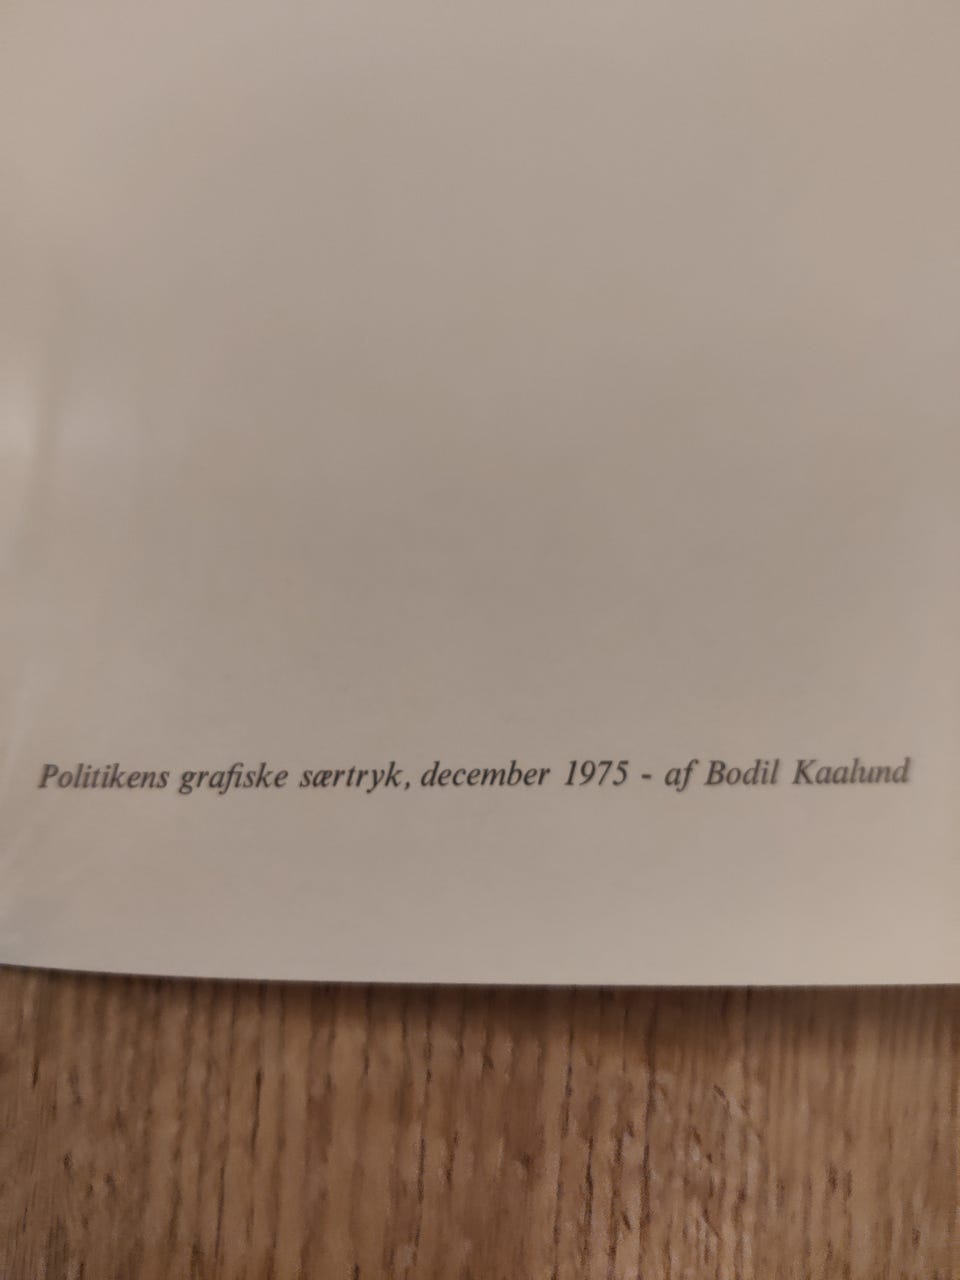 Politikens grafiske særtryk, december 1975 - af Bodil Kaalund